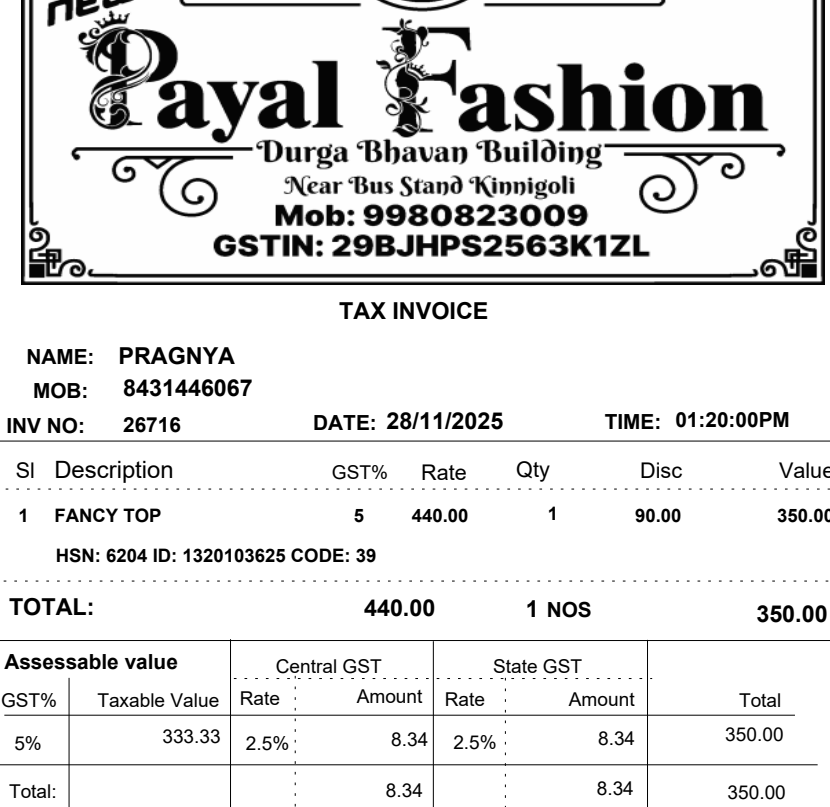 new
Payal Fashion
Durga Bhavan Building
Near Bus Stand Kinnigoli
Mob: 9980823009
GSTIN: 29BJHPS2563K1ZL
TAX INVOICE
NAME: PRAGNYA
MOB: 8431446067
INV NO: 26716 DATE: 28/11/2025 TIME: 01:20:00PM
Sl Description GST% Rate Qty Disc Value
1 FANCY TOP 5 440.00 1 90.00 350.00
HSN: 6204 ID: 1320103625 CODE: 39
TOTAL: 440.00 1 NOS 350.00
Assessable value Central GST State GST
GST% Taxable Value Rate Amount Rate Amount Total
5% 333.33 2.5% 8.34 2.5% 8.34 350.00
Total: 8.34 8.34 350.00